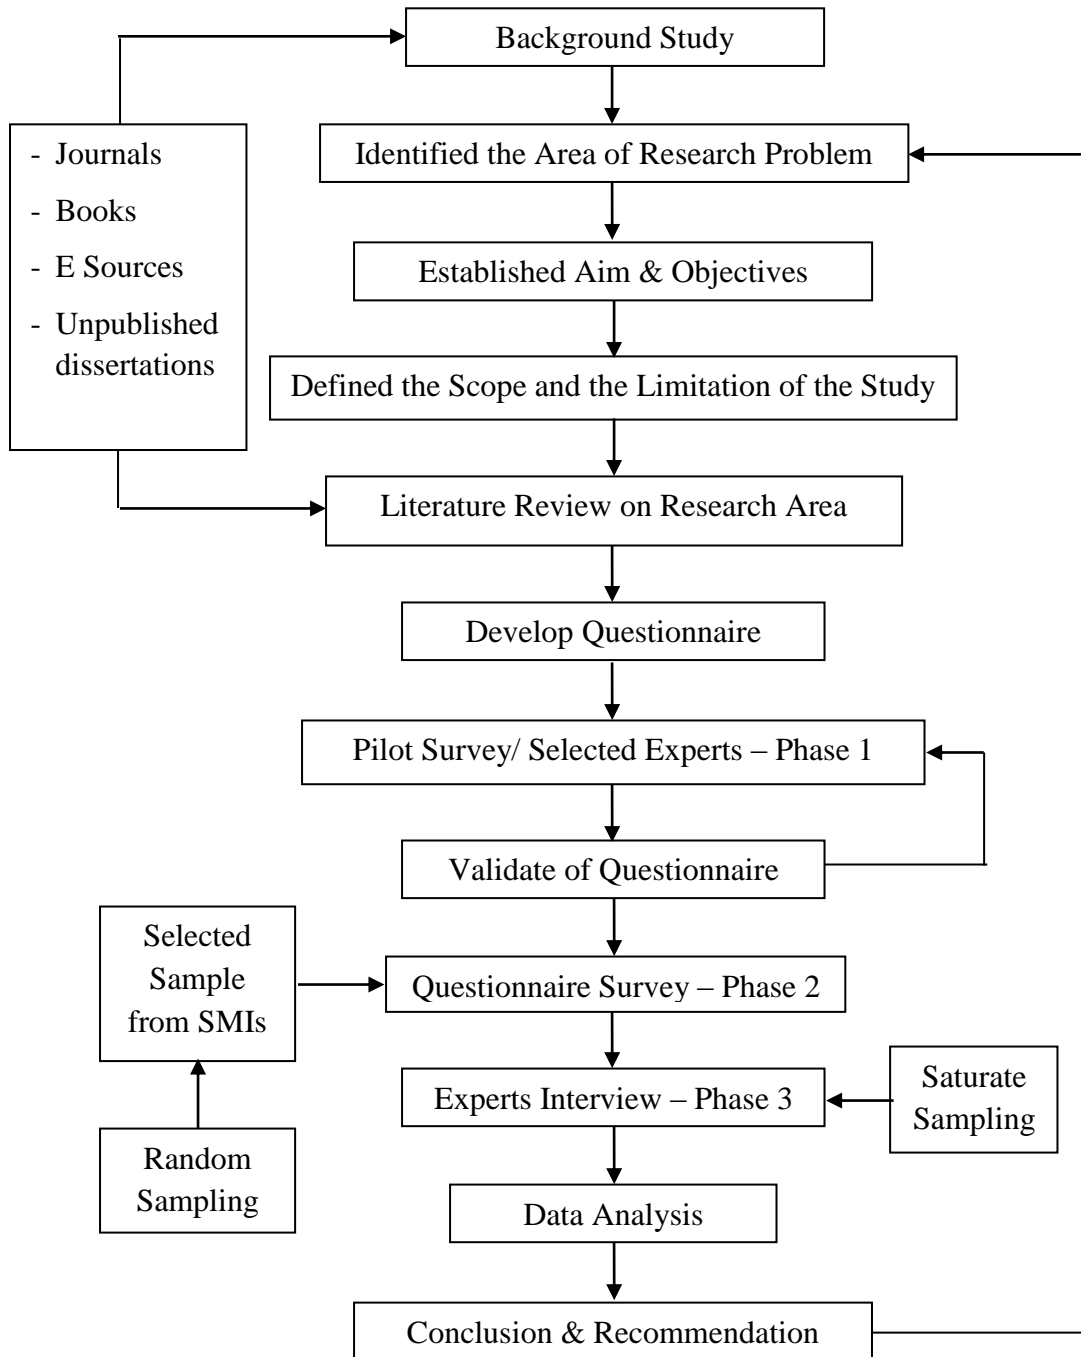 Background Study
Identified the Area of Research Problem
- Journals
- Books
- E Sources
- Unpublished
dissertations
Established Aim & Objectives
Defined the Scope and the Limitation of the Study
Literature Review on Research Area
Develop Questionnaire
Pilot Survey/ Selected Experts – Phase 1
Validate of Questionnaire
Selected
Sample
from SMIs
Questionnaire Survey – Phase 2
Experts Interview – Phase 3
Saturate
Sampling
Random
Sampling
Data Analysis
Conclusion & Recommendation